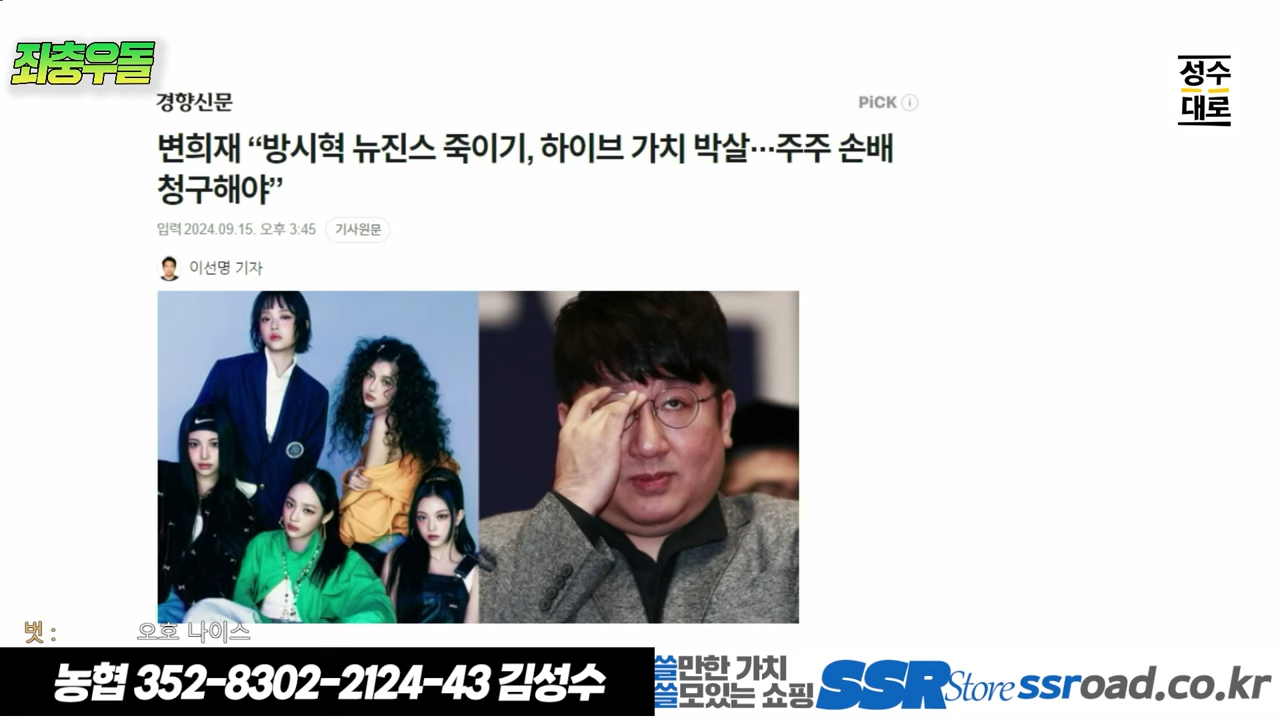 좌충우돌
성수
대로
경향신문
PiCK
변희재 “방시혁 뉴진스 죽이기, 하이브 가치 박살…주주 손배
청구해야”
입력 2024.09.15. 오후 3:45 기사원문
이선명 기자
벗 : 오호 나이스
농협 352-8302-2124-43 김성수
쓸만한 가치
쓸모있는 쇼핑
SSR Store ssroad.co.kr